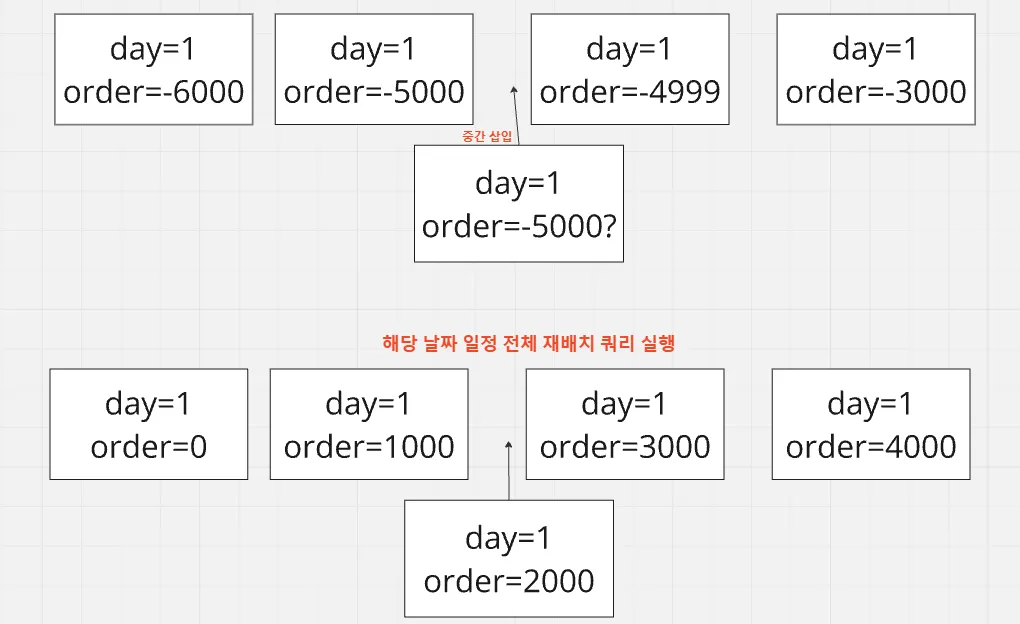 day=1
order=-6000
day=1
order=-5000
day=1
order=-4999
day=1
order=-3000
중간 삽입
day=1
order=-5000?
해당 날짜 일정 전체 재배치 쿼리 실행
day=1
order=0
day=1
order=1000
day=1
order=3000
day=1
order=4000
day=1
order=2000